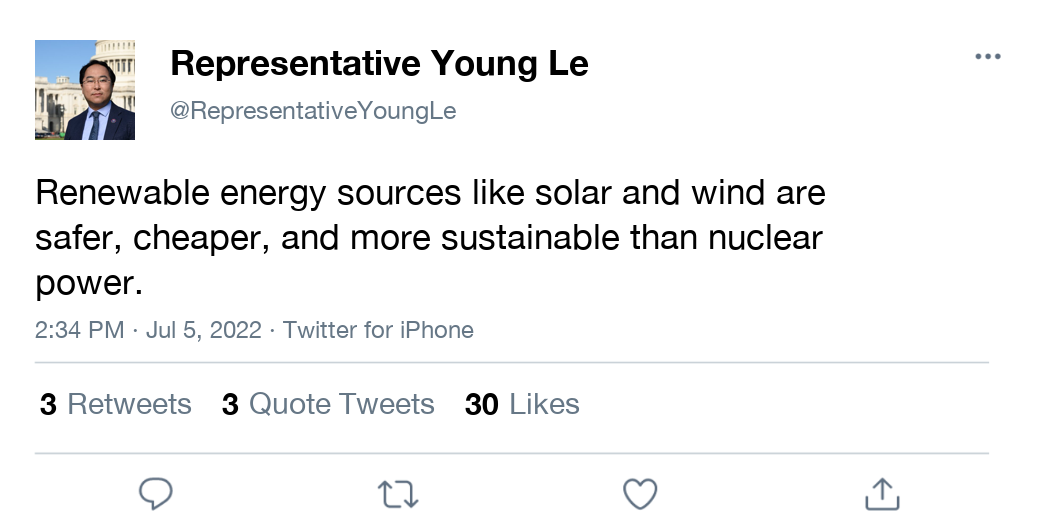 Representative Young Le
@RepresentativeYoungLe
Renewable energy sources like solar and wind are
safer, cheaper, and more sustainable than nuclear
power.
2:34 PM · Jul 5, 2022 · Twitter for iPhone
3 Retweets 3 Quote Tweets 30 Likes